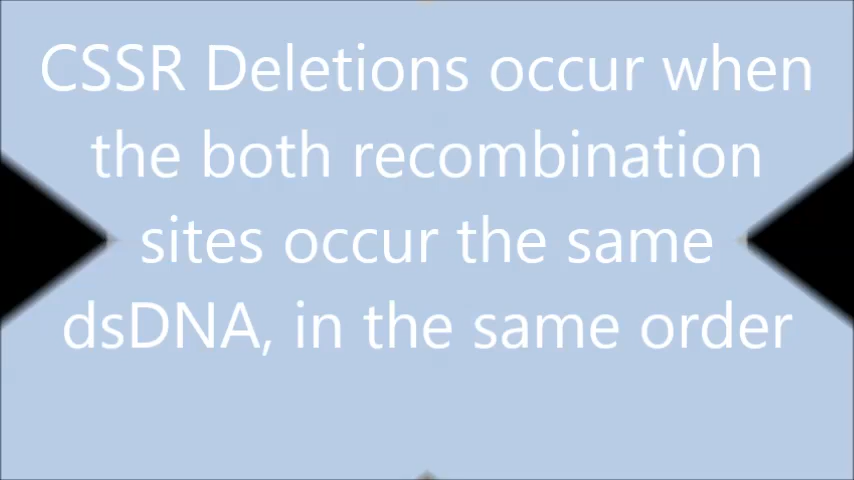 CSSR Deletions occur when
the both recombination
sites occur the same
dsDNA, in the same order